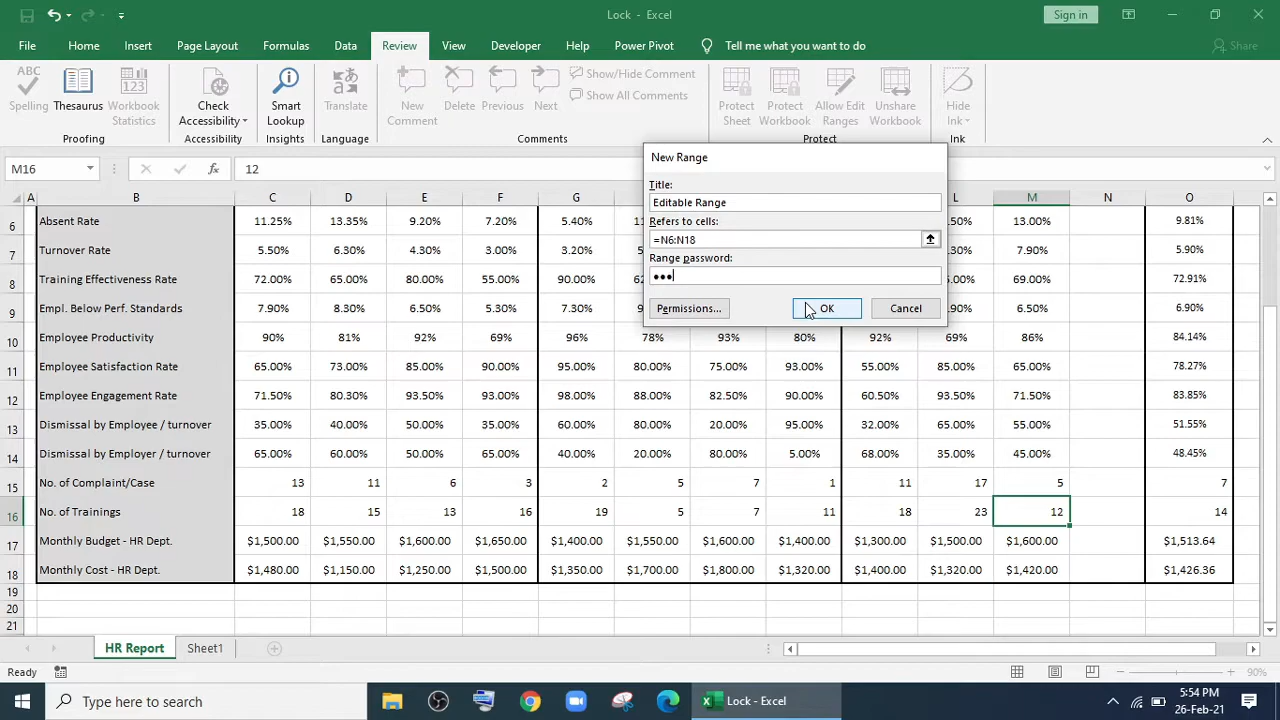 Lock - Excel
Sign in
File Home Insert Page Layout Formulas Data Review View Developer Help Power Pivot Tell me what you want to do Share
ABC
Spelling
Thesaurus
Workbook Statistics
Proofing
Check Accessibility
Accessibility
Smart Lookup
Insights
Translate
Language
New Comment
Delete
Previous
Next
Show/Hide Comment
Show All Comments
Comments
Protect Sheet
Protect Workbook
Allow Edit Ranges
Unshare Workbook
Protect
Hide Ink
Ink
M16 fx 12
New Range
Title:
Editable Range
Refers to cells:
=N6:N18
Range password:
●●●
Permissions... OK Cancel
A B C D E F G L M N O
6 Absent Rate 11.25% 13.35% 9.20% 7.20% 5.40% 13.00% 9.81%
7 Turnover Rate 5.50% 6.30% 4.30% 3.00% 3.20% 7.90% 5.90%
8 Training Effectiveness Rate 72.00% 65.00% 80.00% 55.00% 90.00% 69.00% 72.91%
9 Empl. Below Perf. Standards 7.90% 8.30% 6.50% 5.30% 7.30% 6.50% 6.90%
10 Employee Productivity 90% 81% 92% 69% 96% 78% 93% 80% 92% 69% 86% 84.14%
11 Employee Satisfaction Rate 65.00% 73.00% 85.00% 90.00% 95.00% 80.00% 75.00% 93.00% 55.00% 85.00% 65.00% 78.27%
12 Employee Engagement Rate 71.50% 80.30% 93.50% 93.00% 98.00% 88.00% 82.50% 90.00% 60.50% 93.50% 71.50% 83.85%
13 Dismissal by Employee / turnover 35.00% 40.00% 50.00% 35.00% 60.00% 80.00% 20.00% 95.00% 32.00% 65.00% 55.00% 51.55%
14 Dismissal by Employer / turnover 65.00% 60.00% 50.00% 65.00% 40.00% 20.00% 80.00% 5.00% 68.00% 35.00% 45.00% 48.45%
15 No. of Complaint/Case 13 11 6 3 2 5 7 1 11 17 5 7
16 No. of Trainings 18 15 13 16 19 5 7 11 18 23 12 14
17 Monthly Budget - HR Dept. $1,500.00 $1,550.00 $1,600.00 $1,650.00 $1,400.00 $1,550.00 $1,600.00 $1,400.00 $1,300.00 $1,500.00 $1,600.00 $1,513.64
18 Monthly Cost - HR Dept. $1,480.00 $1,150.00 $1,250.00 $1,500.00 $1,350.00 $1,700.00 $1,800.00 $1,320.00 $1,400.00 $1,320.00 $1,420.00 $1,426.36
19
20
21
HR Report Sheet1
Ready 90%
Type here to search
Lock - Excel
5:54 PM
26-Feb-21